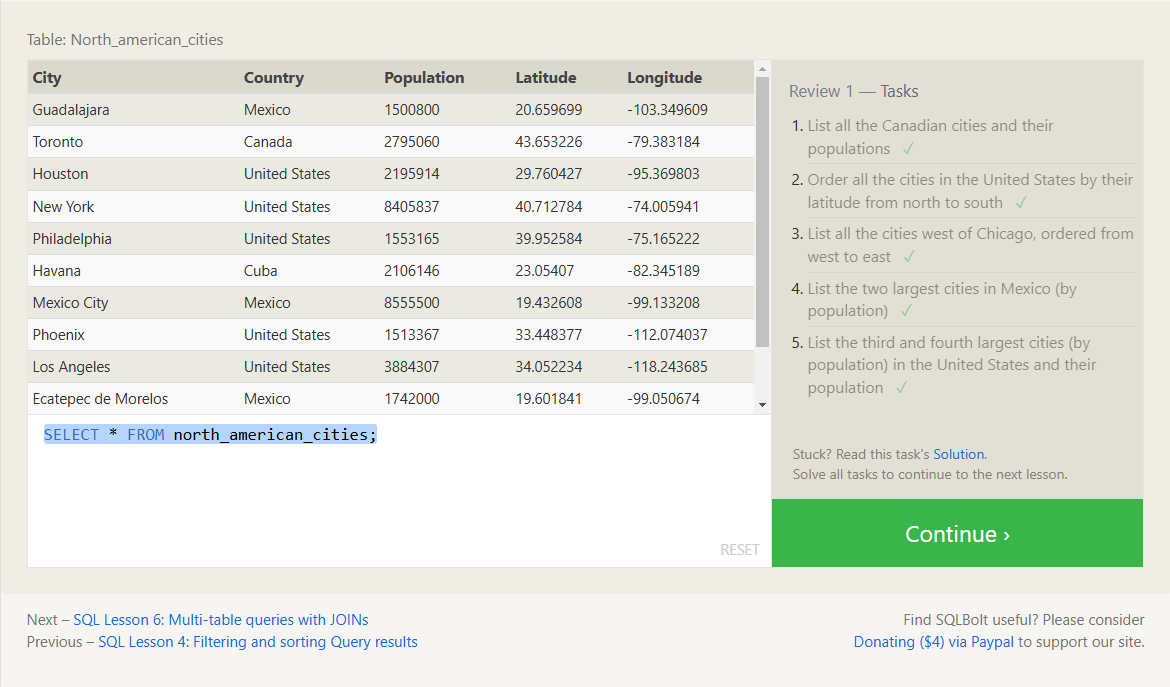 Table: North_american_cities
City Country Population Latitude Longitude
Guadalajara Mexico 1500800 20.659699 -103.349609
Toronto Canada 2795060 43.653226 -79.383184
Houston United States 2195914 29.760427 -95.369803
New York United States 8405837 40.712784 -74.005941
Philadelphia United States 1553165 39.952584 -75.165222
Havana Cuba 2106146 23.05407 -82.345189
Mexico City Mexico 8555500 19.432608 -99.133208
Phoenix United States 1513367 33.448377 -112.074037
Los Angeles United States 3884307 34.052234 -118.243685
Ecatepec de Morelos Mexico 1742000 19.601841 -99.050674
SELECT * FROM north_american_cities;
RESET
Review 1 — Tasks
1. List all the Canadian cities and their
populations ✓
2. Order all the cities in the United States by their
latitude from north to south ✓
3. List all the cities west of Chicago, ordered from
west to east ✓
4. List the two largest cities in Mexico (by
population) ✓
5. List the third and fourth largest cities (by
population) in the United States and their
population ✓
Stuck? Read this task's Solution.
Solve all tasks to continue to the next lesson.
Continue ›
Next – SQL Lesson 6: Multi-table queries with JOINs
Previous – SQL Lesson 4: Filtering and sorting Query results
Find SQLBolt useful? Please consider
Donating ($4) via Paypal to support our site.